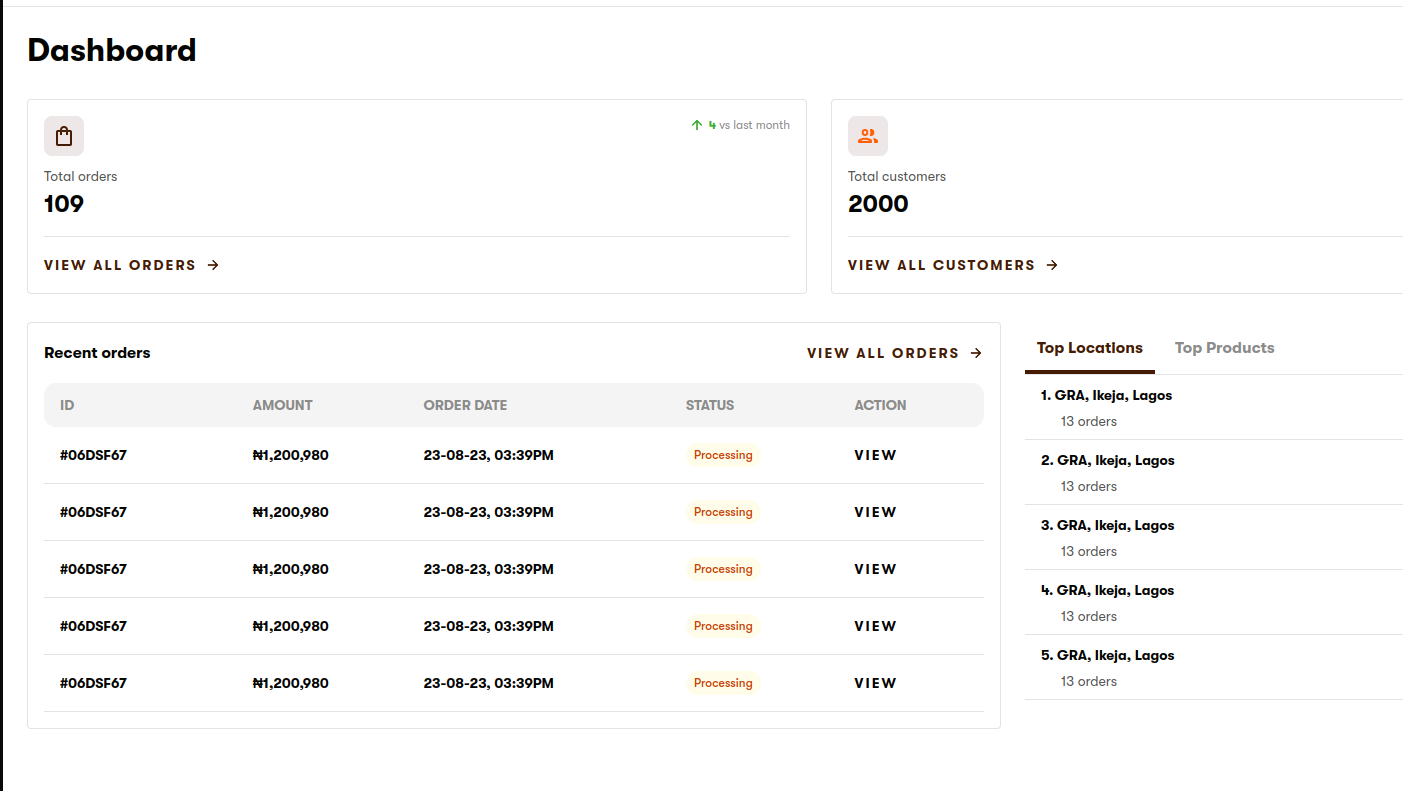 Dashboard
4 vs last month
Total orders
109
VIEW ALL ORDERS
Total customers
2000
VIEW ALL CUSTOMERS
Recent orders
VIEW ALL ORDERS
ID AMOUNT ORDER DATE STATUS ACTION
#06DSF67 ₦1,200,980 23-08-23, 03:39PM Processing VIEW
#06DSF67 ₦1,200,980 23-08-23, 03:39PM Processing VIEW
#06DSF67 ₦1,200,980 23-08-23, 03:39PM Processing VIEW
#06DSF67 ₦1,200,980 23-08-23, 03:39PM Processing VIEW
#06DSF67 ₦1,200,980 23-08-23, 03:39PM Processing VIEW
Top Locations Top Products
1. GRA, Ikeja, Lagos
13 orders
2. GRA, Ikeja, Lagos
13 orders
3. GRA, Ikeja, Lagos
13 orders
4. GRA, Ikeja, Lagos
13 orders
5. GRA, Ikeja, Lagos
13 orders